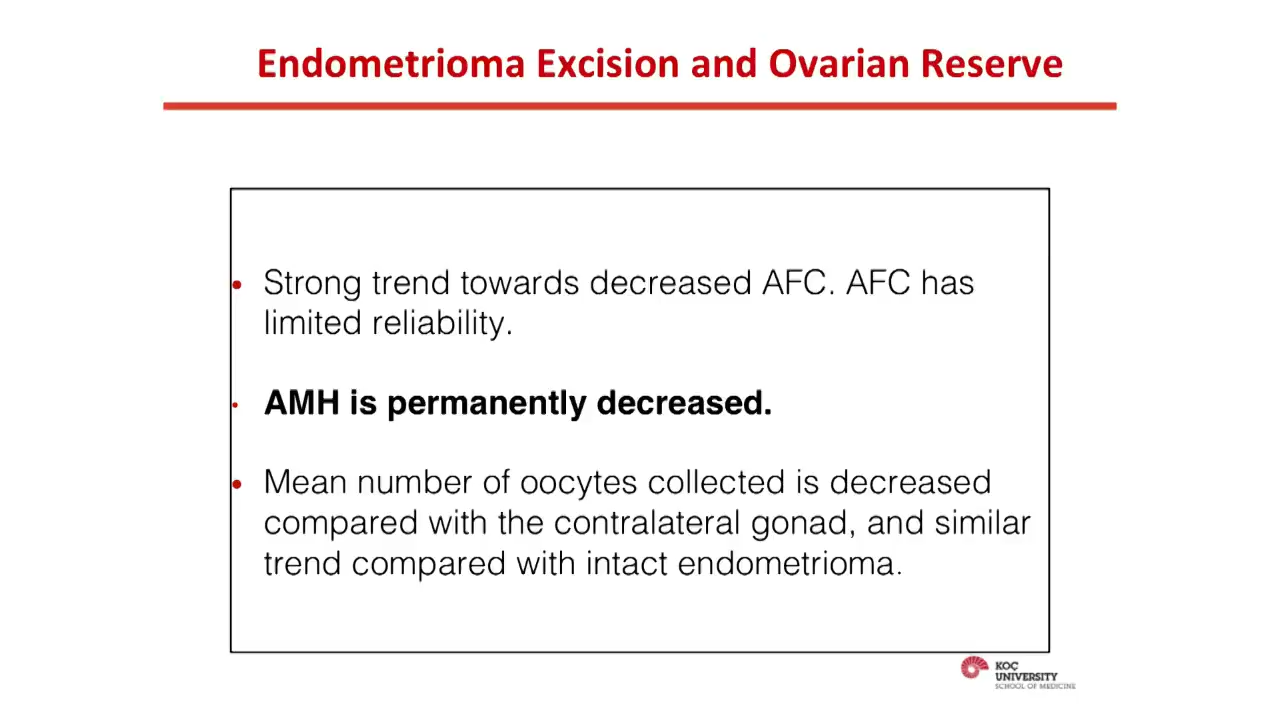 Endometrioma Excision and Ovarian Reserve
• Strong trend towards decreased AFC. AFC has
limited reliability.
• AMH is permanently decreased.
• Mean number of oocytes collected is decreased
compared with the contralateral gonad, and similar
trend compared with intact endometrioma.
KOÇ
UNIVERSITY
SCHOOL OF MEDICINE